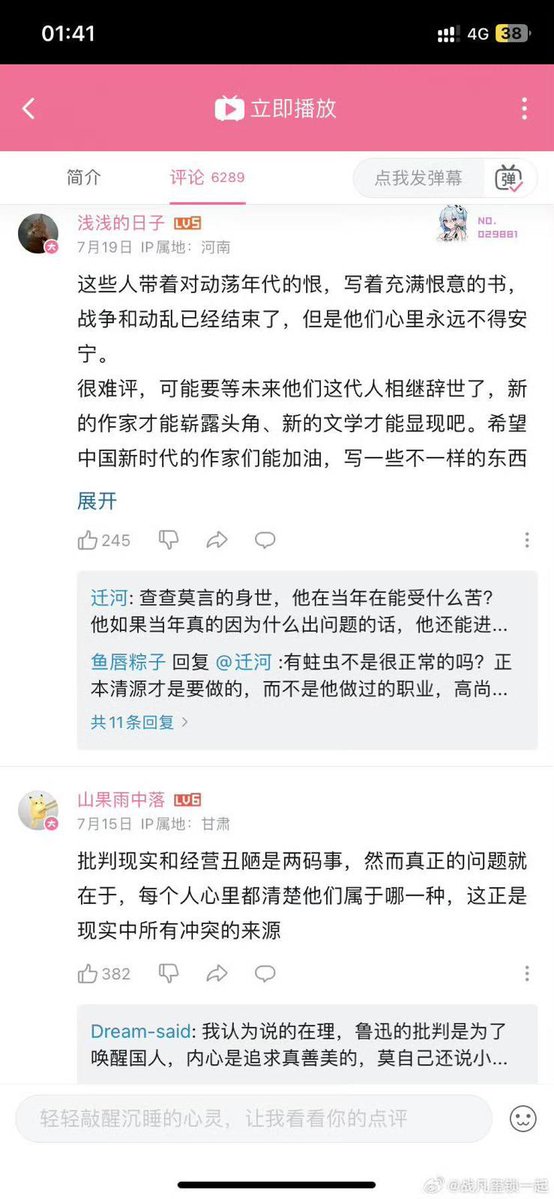 01:41
4G 38
立即播放
简介
评论 6289
点我发弹幕
弹
浅浅的日子 LV5
NO.
029881
7月19日 IP属地：河南
这些人带着对动荡年代的恨，写着充满恨意的书，
战争和动乱已经结束了，但是他们心里永远不得安
宁。
很难评，可能要等未来他们这代人相继辞世了，新
的作家才能崭露头角、新的文学才能显现吧。希望
中国新时代的作家们能加油，写一些不一样的东西
展开
245
迁河: 查查莫言的身世，他在当年在能受什么苦？
他如果当年真的因为什么出问题的话，他还能进...
鱼唇粽子 回复 @迁河 :有蛀虫不是很正常的吗？正
本清源才是要做的，而不是他做过的职业，高尚...
共11条回复 >
山果雨中落 LV6
7月15日 IP属地：甘肃
批判现实和经营丑陋是两码事，然而真正的问题就
在于，每个人心里都清楚他们属于哪一种，这正是
现实中所有冲突的来源
382
Dream-said: 我认为说的在理，鲁迅的批判是为了
唤醒国人，内心是追求真善美的，莫自己还说小...
轻轻敲醒沉睡的心灵，让我看看你的点评